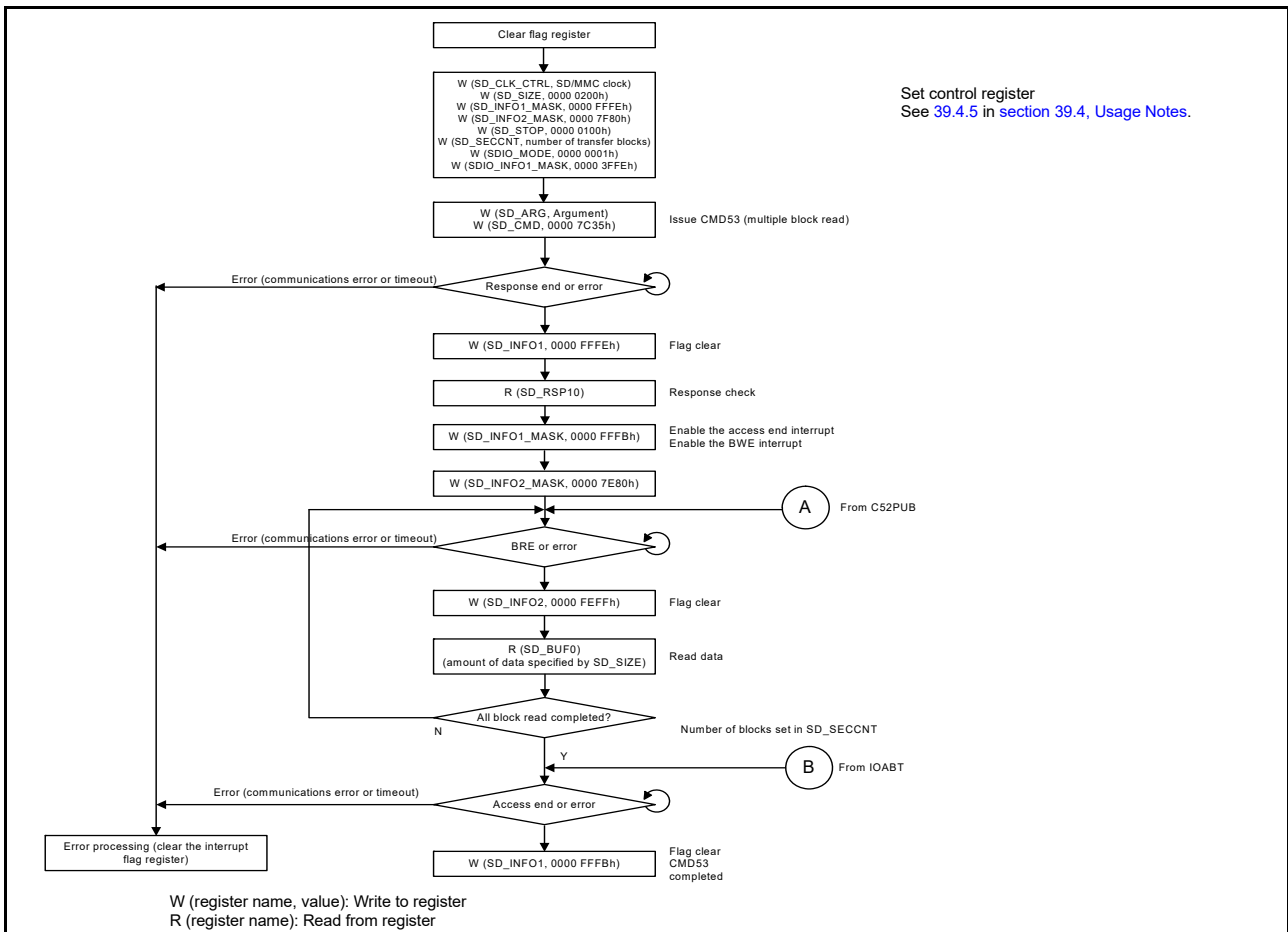 Clear flag register
W (SD_CLK_CTRL, SD/MMC clock)
W (SD_SIZE, 0000 0200h)
W (SD_INFO1_MASK, 0000 FFFEh)
W (SD_INFO2_MASK, 0000 7F80h)
W (SD_STOP, 0000 0100h)
W (SD_SECCNT, number of transfer blocks)
W (SDIO_MODE, 0000 0001h)
W (SDIO_INFO1_MASK, 0000 3FFEh)
Set control register
See 39.4.5 in section 39.4, Usage Notes.
W (SD_ARG, Argument)
W (SD_CMD, 0000 7C35h)
Issue CMD53 (multiple block read)
Error (communications error or timeout)
Response end or error
W (SD_INFO1, 0000 FFFEh)
Flag clear
R (SD_RSP10)
Response check
W (SD_INFO1_MASK, 0000 FFFBh)
Enable the access end interrupt
Enable the BWE interrupt
W (SD_INFO2_MASK, 0000 7E80h)
A
From C52PUB
Error (communications error or timeout)
BRE or error
W (SD_INFO2, 0000 FEFFh)
Flag clear
R (SD_BUF0)
(amount of data specified by SD_SIZE)
Read data
All block read completed?
N
Number of blocks set in SD_SECCNT
Y
B
From IOABT
Error (communications error or timeout)
Access end or error
Error processing (clear the interrupt
flag register)
W (SD_INFO1, 0000 FFFBh)
Flag clear
CMD53
completed
W (register name, value): Write to register
R (register name): Read from register